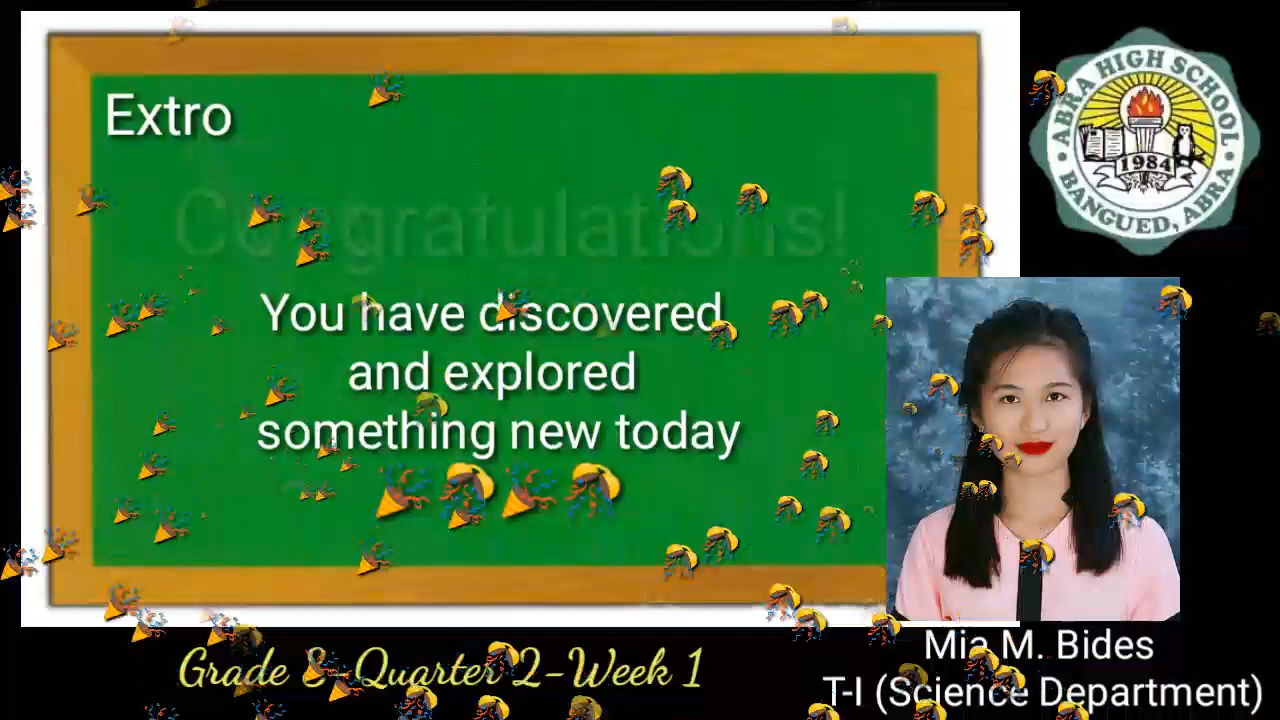 Extro
Congratulations!
You have discovered
and explored
something new today
ABRA HIGH SCHOOL
1984
BANGUED, ABRA
Grade 8-Quarter 2-Week 1
Mia M. Bides
T-I (Science Department)